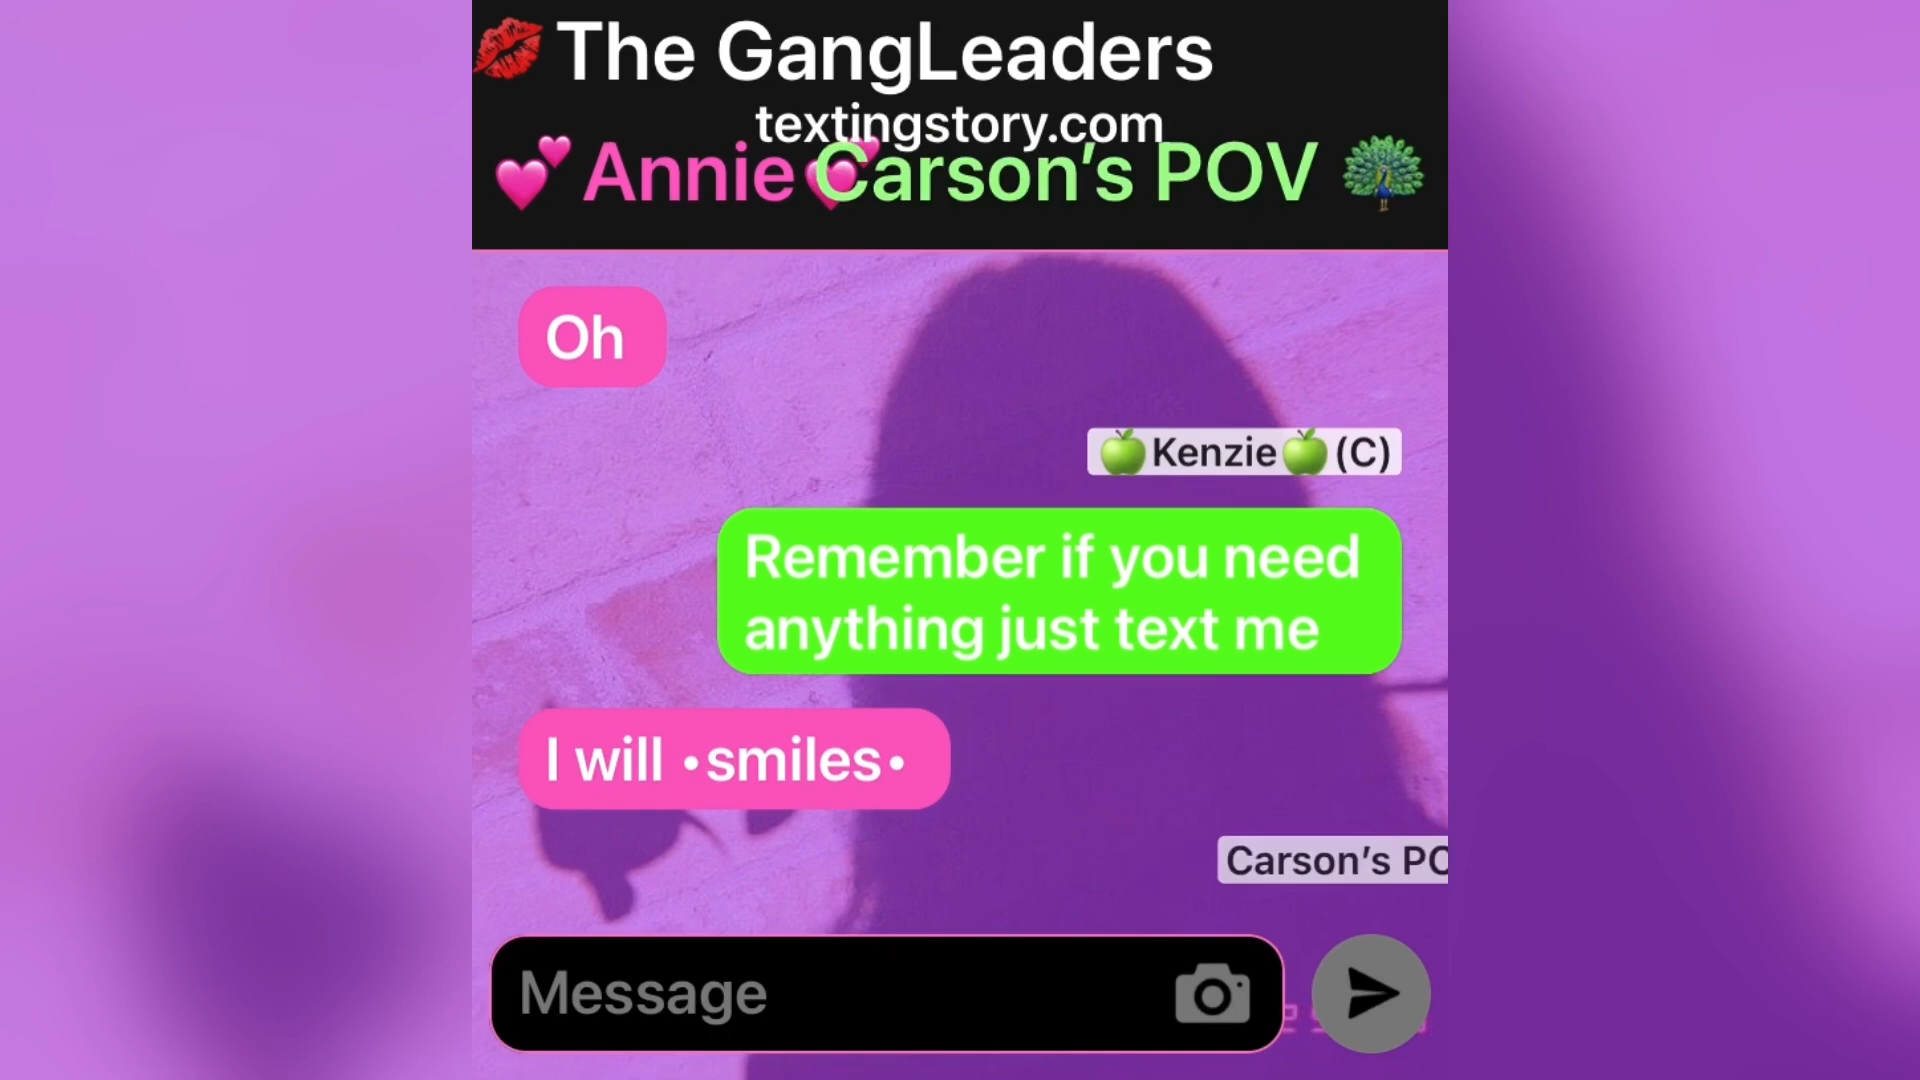 💋 The GangLeaders
textingstory.com
💕 Annie 💕 Carson’s POV 🦚
Oh
🍏Kenzie🍏(C)
Remember if you need
anything just text me
I will •smiles•
Carson’s
Message